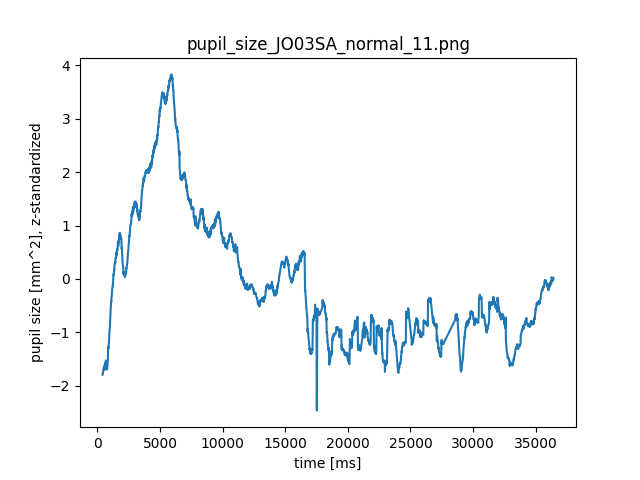 pupil_size_JO03SA_normal_11.png
pupil size [mm^2], z-standardized
4
3
2
1
0
−1
−2
0 5000 10000 15000 20000 25000 30000 35000
time [ms]